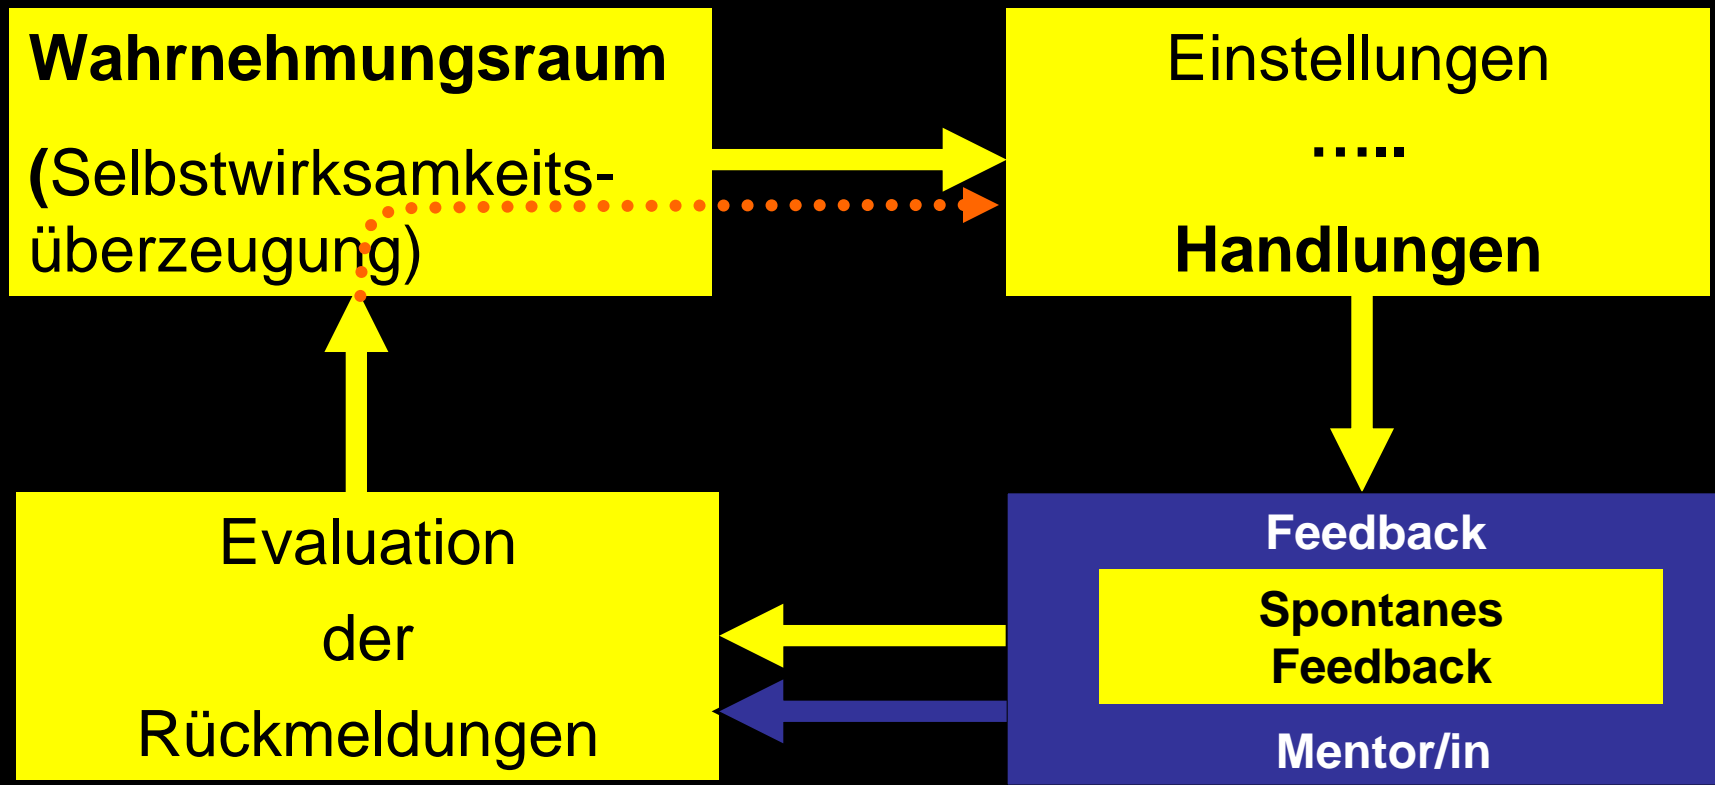 Wahrnehmungsraum
(Selbstwirksamkeits-
überzeugung)
Einstellungen
…..
Handlungen
Evaluation
der
Rückmeldungen
Feedback
Spontanes
Feedback
Mentor/in